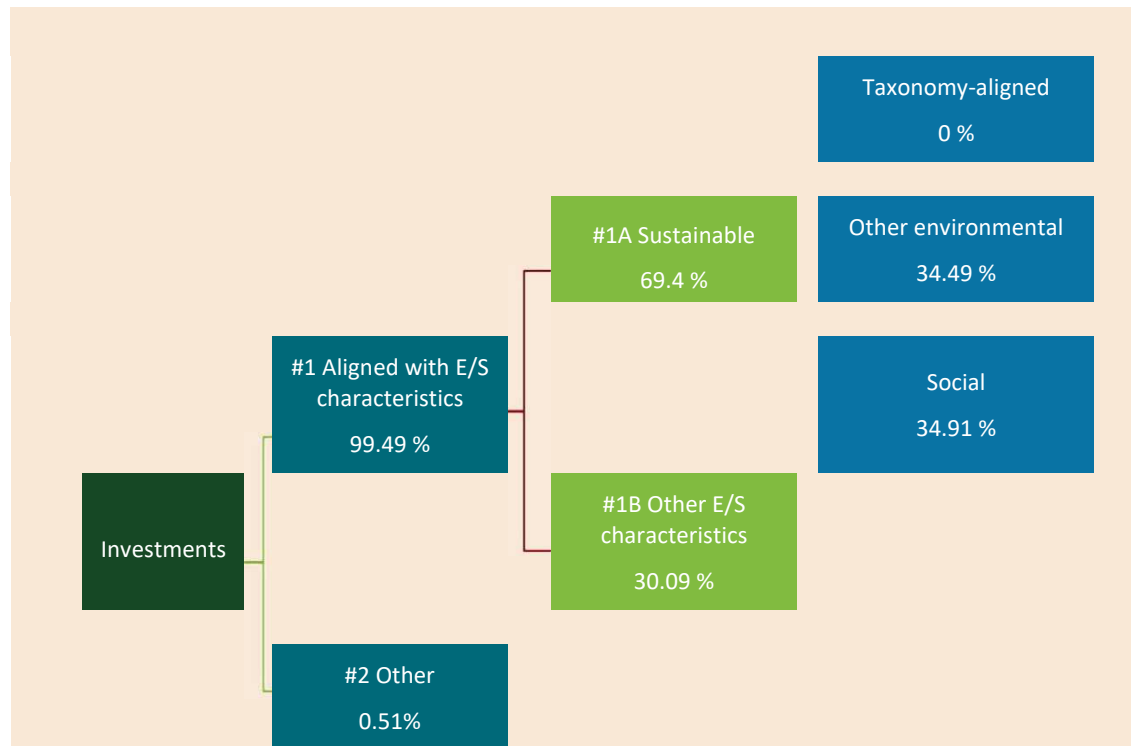 Taxonomy-aligned
0 %
#1A Sustainable
69.4 %
Other environmental
34.49 %
#1 Aligned with E/S
characteristics
99.49 %
Social
34.91 %
Investments
#1B Other E/S
characteristics
30.09 %
#2 Other
0.51%